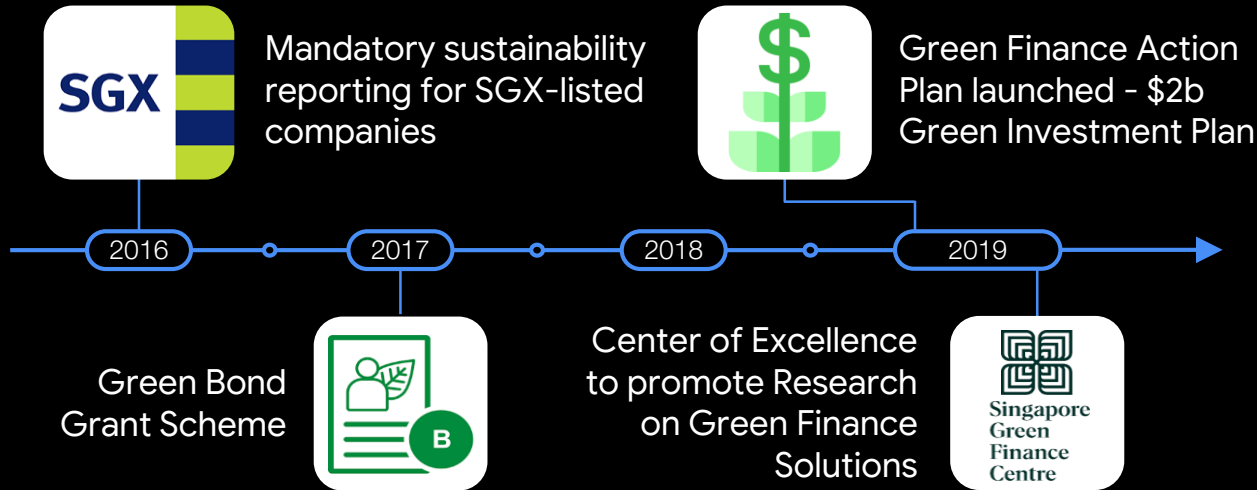 SGX
Mandatory sustainability
reporting for SGX-listed
companies
$
Green Finance Action
Plan launched - $2b
Green Investment Plan
2016
2017
2018
2019
Green Bond
Grant Scheme
B
Center of Excellence
to promote Research
on Green Finance
Solutions
Singapore
Green
Finance
Centre